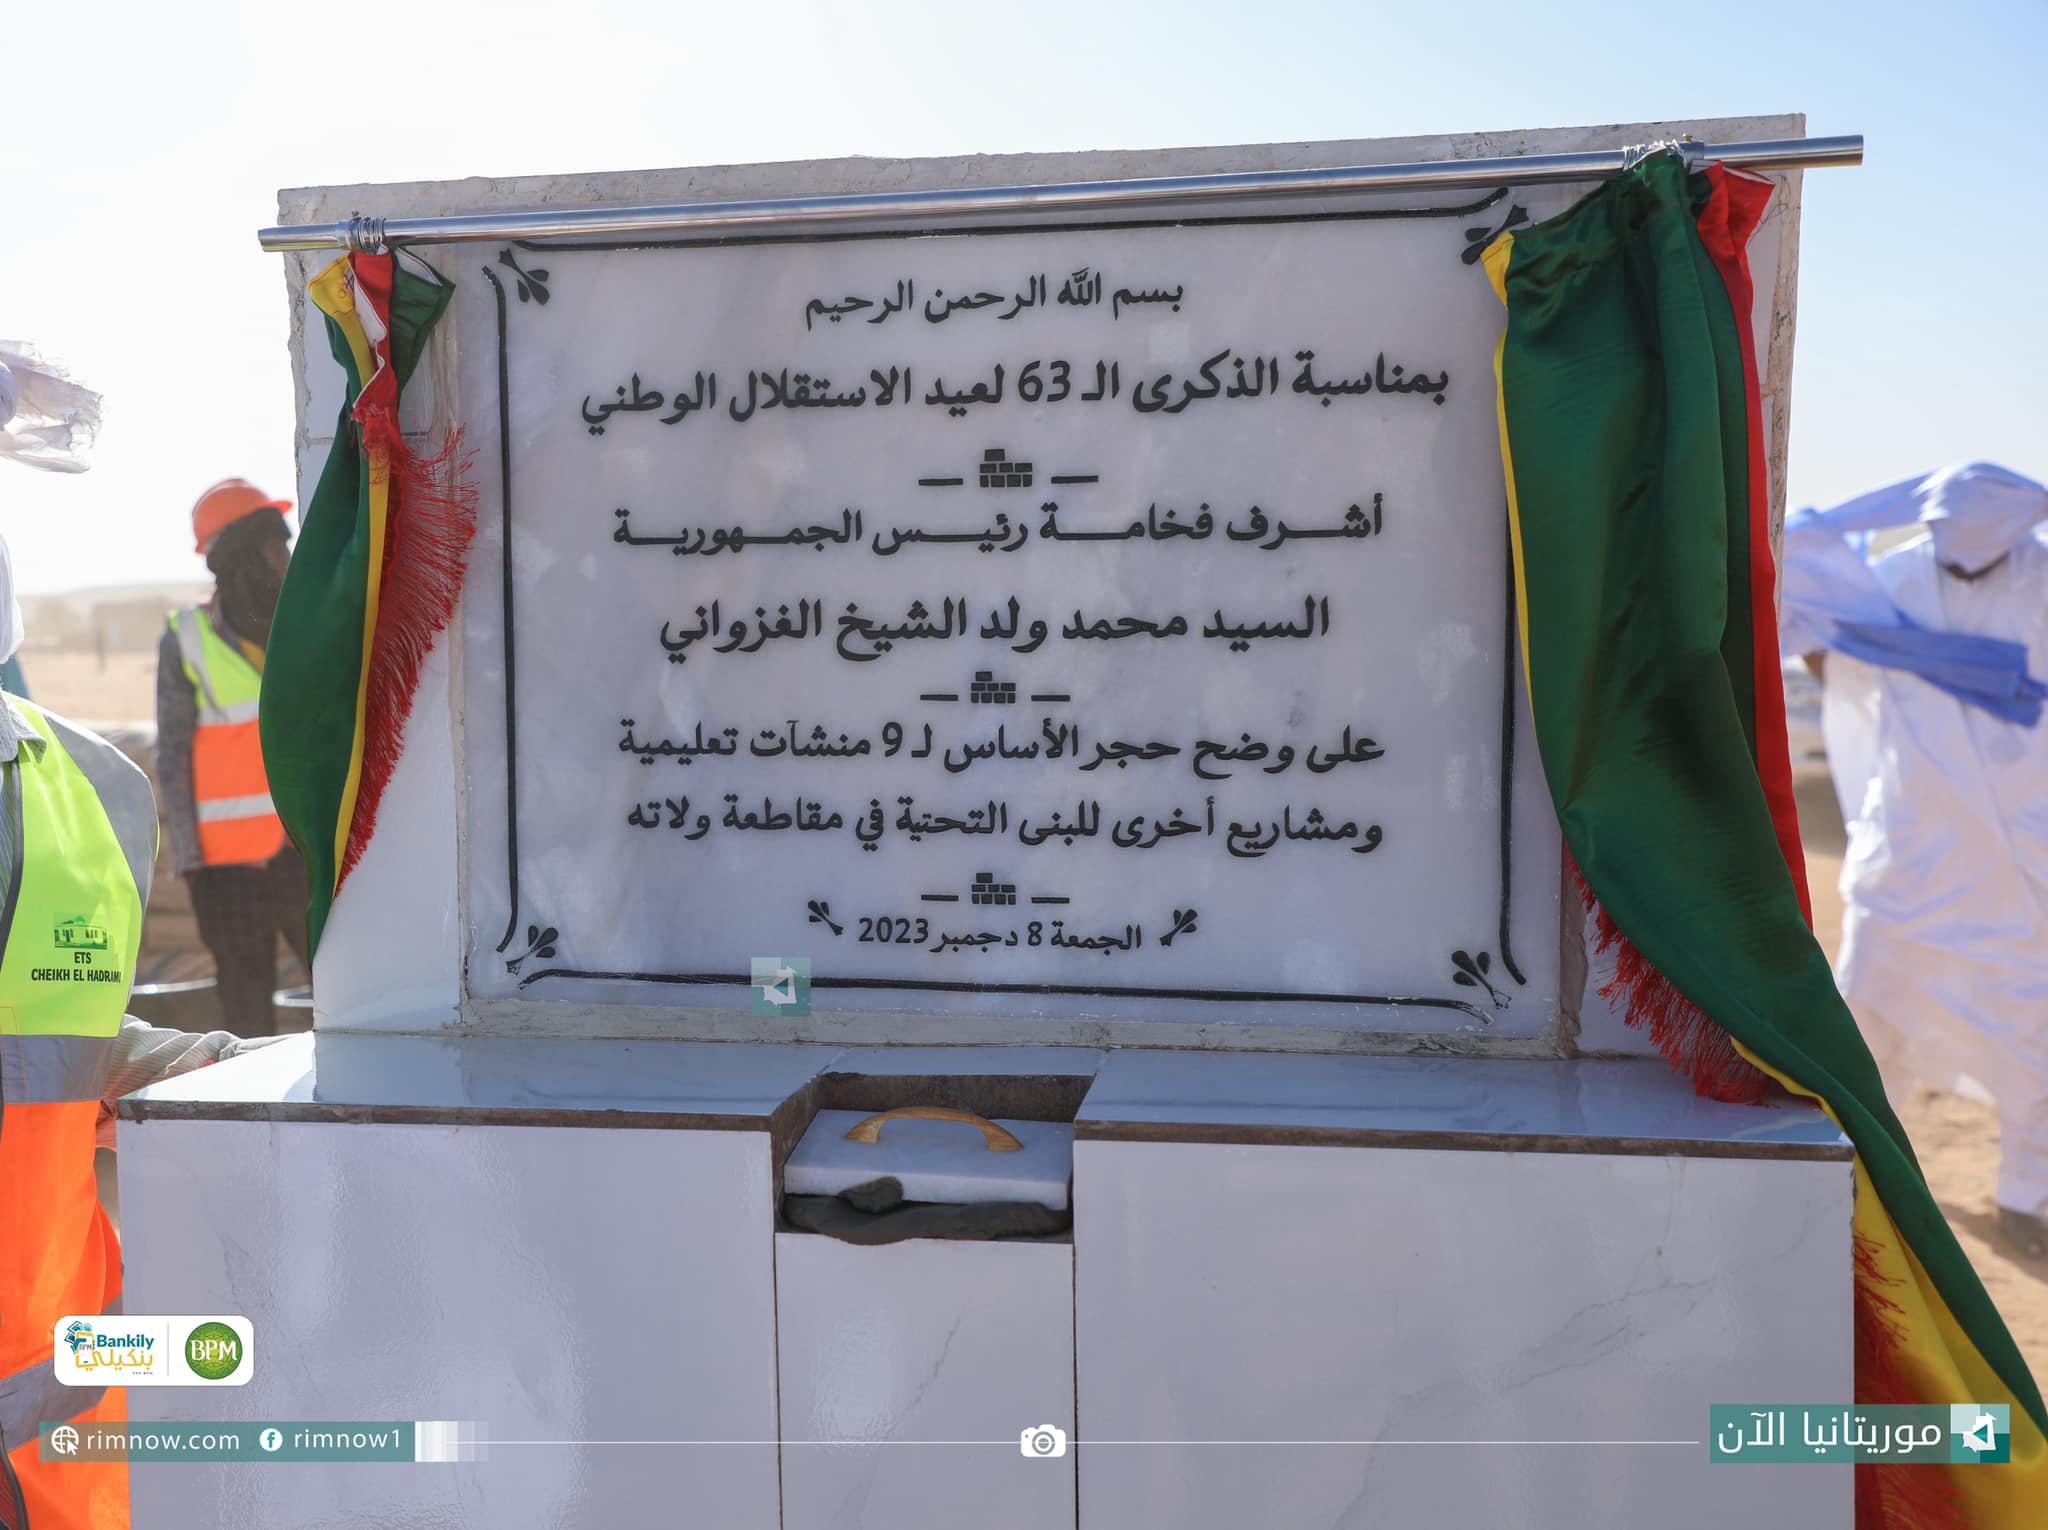 بسم الله الرحمن الرحيم
بمناسبة الذكرى الـ 63 لعيد الاستقلال الوطني
أشرف فخامة رئيس الجمهورية
السيد محمد ولد الشيخ الغزواني
على وضح حجر الأساس لـ 9 منشآت تعليمية
ومشاريع أخرى للبنى التحتية في مقاطعة ولاته
الجمعة 8 دجمبر 2023
ETS
CHEIKH EL HADRAMI
Bankily
بنكيلي
BPM
rimnow.com
rimnow1
موريتانيا الآن